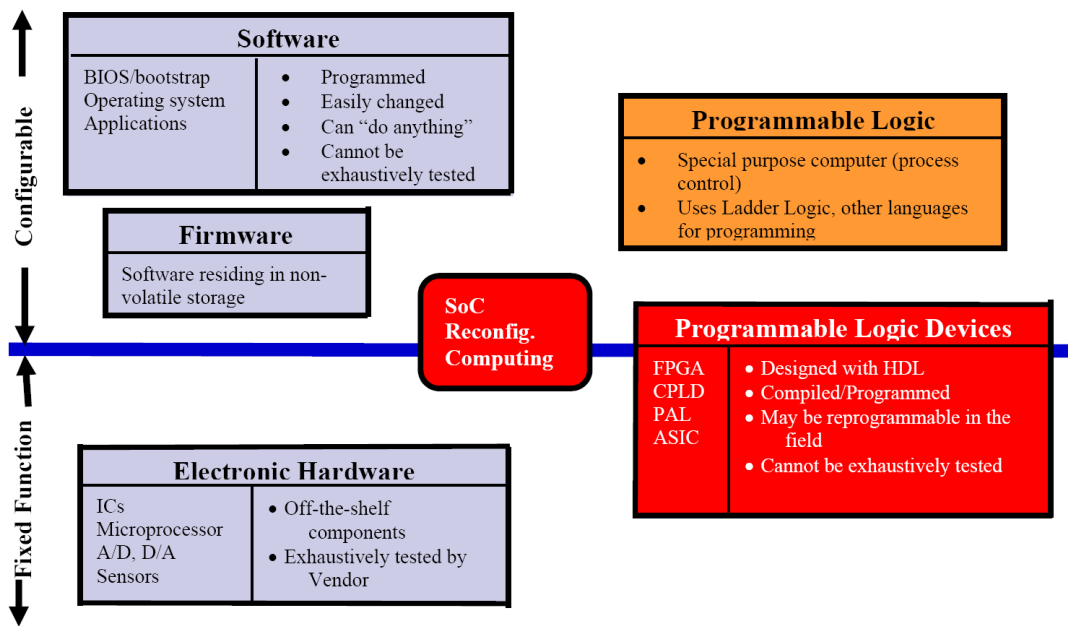 Configurable
Fixed Function
Software
BIOS/bootstrap
Operating system
Applications
• Programmed
• Easily changed
• Can “do anything”
• Cannot be
exhaustively tested
Firmware
Software residing in non-
volatile storage
Programmable Logic
• Special purpose computer (process
control)
• Uses Ladder Logic, other languages
for programming
SoC
Reconfig.
Computing
Programmable Logic Devices
FPGA
CPLD
PAL
ASIC
• Designed with HDL
• Compiled/Programmed
• May be reprogrammable in the
field
• Cannot be exhaustively tested
Electronic Hardware
ICs
Microprocessor
A/D, D/A
Sensors
• Off-the-shelf
components
• Exhaustively tested by
Vendor